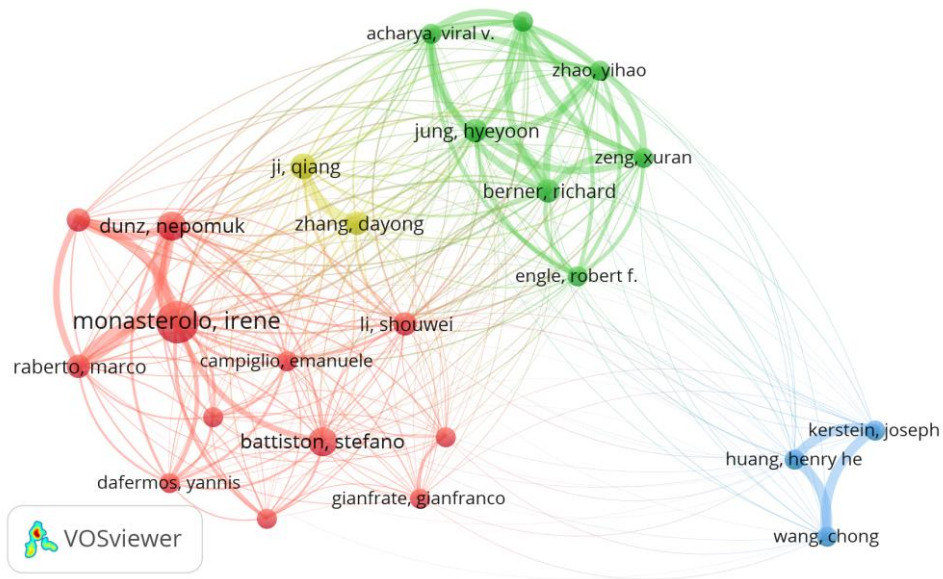 acharya, viral v.
zhao, yihao
jung, hyeyoon
zeng, xuran
ji, qiang
berner, richard
dunz, nepomuk
zhang, dayong
engle, robert f.
monasterolo, irene
li, shouwei
raberto, marco
campiglio, emanuele
kerstein, joseph
battiston, stefano
huang, henry he
dafermos, yannis
gianfrate, gianfranco
wang, chong
VOSviewer